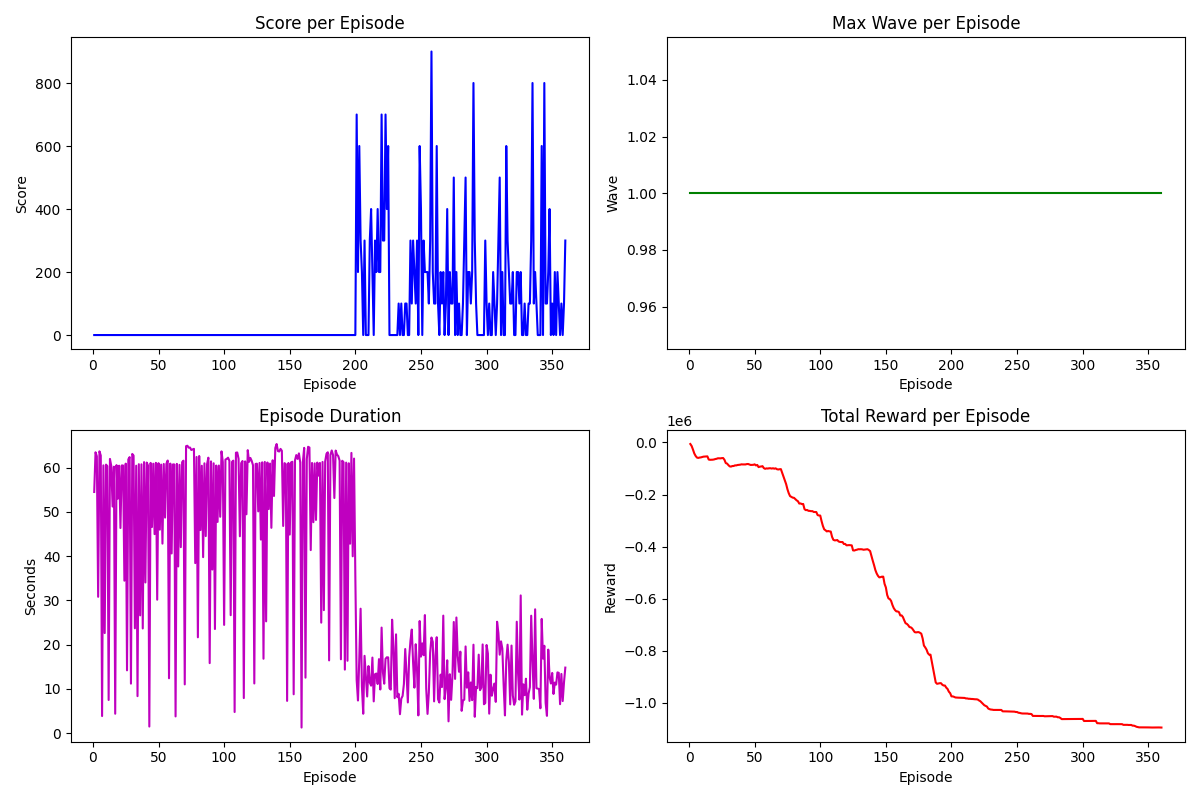 Score per Episode
Score
800
600
400
200
0
0 50 100 150 200 250 300 350
Episode
Max Wave per Episode
Wave
1.04
1.02
1.00
0.98
0.96
0 50 100 150 200 250 300 350
Episode
Episode Duration
Seconds
60
50
40
30
20
10
0
0 50 100 150 200 250 300 350
Episode
Total Reward per Episode
1e6
Reward
0.0
−0.2
−0.4
−0.6
−0.8
−1.0
0 50 100 150 200 250 300 350
Episode